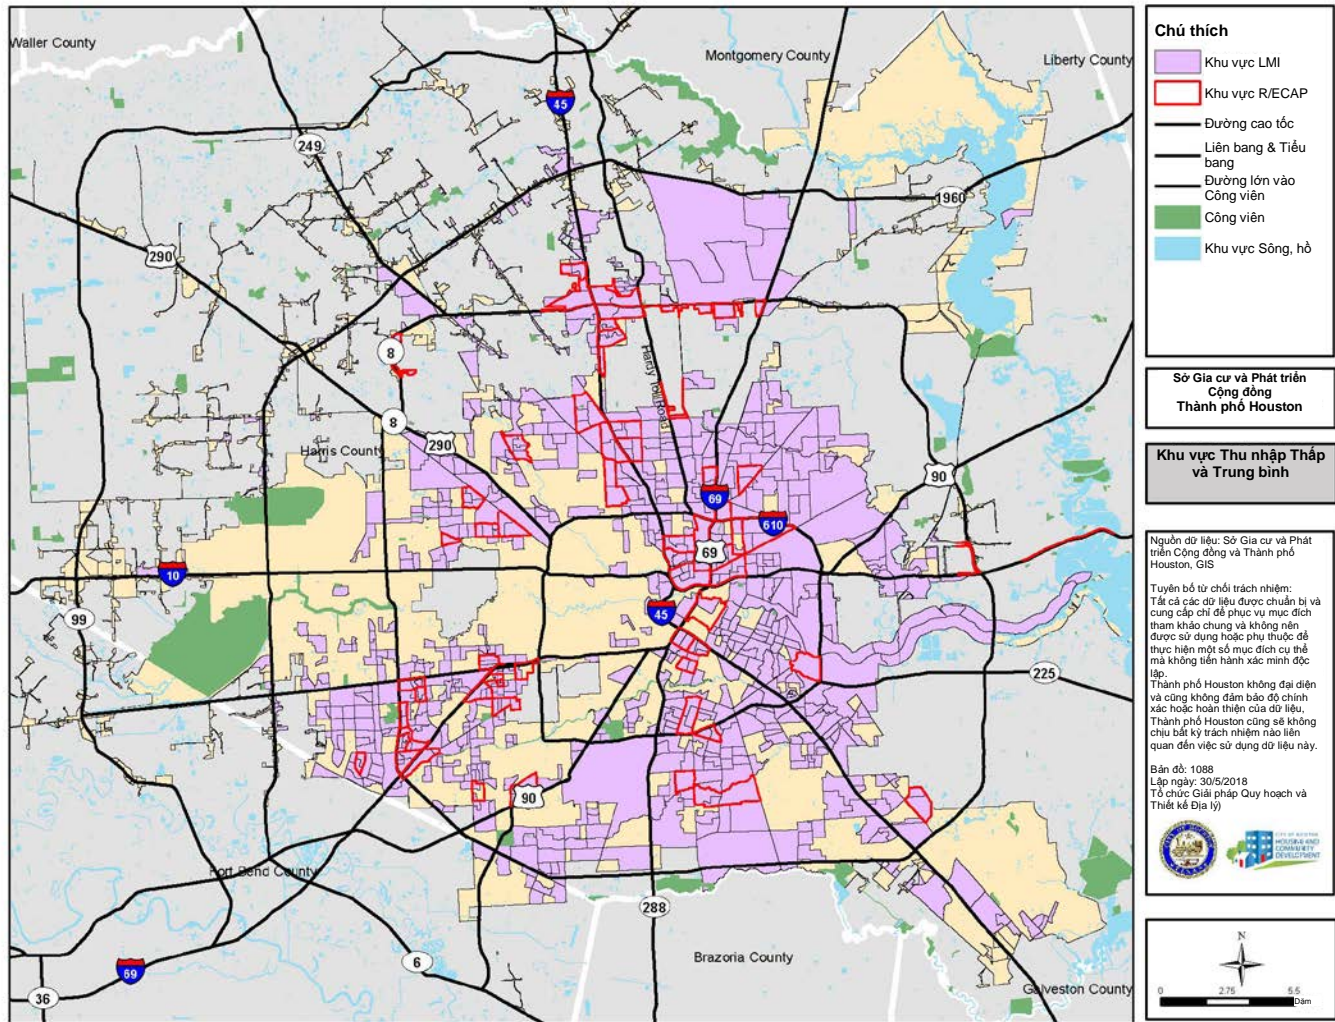 Waller County
Montgomery County
Liberty County
45
249
1960
290
8
Hardy Toll Road
8
290
Harris County
90
69
610
69
10
45
99
225
90
Fort Bend County
288
6
Brazoria County
69
36
Galveston County
Chú thích
Khu vực LMI
Khu vực R/ECAP
Đường cao tốc
Liên bang & Tiểu
bang
Đường lớn vào
Công viên
Công viên
Khu vực Sông, hồ
Sở Gia cư và Phát triển
Cộng đồng
Thành phố Houston
Khu vực Thu nhập Thấp
và Trung bình
Nguồn dữ liệu: Sở Gia cư và Phát
triển Cộng đồng và Thành phố
Houston, GIS
Tuyên bố từ chối trách nhiệm:
Tất cả các dữ liệu được chuẩn bị và
cung cấp chỉ để phục vụ mục đích
tham khảo chung và không nên
được sử dụng hoặc phụ thuộc để
thực hiện một số mục đích cụ thể
mà không tiến hành xác minh độc
lập.
Thành phố Houston không đại diện
và cũng không đảm bảo độ chính
xác hoặc hoàn thiện của dữ liệu,
Thành phố Houston cũng sẽ không
chịu bất kỳ trách nhiệm nào liên
quan đến việc sử dụng dữ liệu này.
Bản đồ: 1088
Lập ngày: 30/5/2018
Tổ chức Giải pháp Quy hoạch và
Thiết kế Địa lý)
CITY OF HOUSTON
HOUSING AND
COMMUNITY
DEVELOPMENT
N
0 2.75 5.5
Dặm